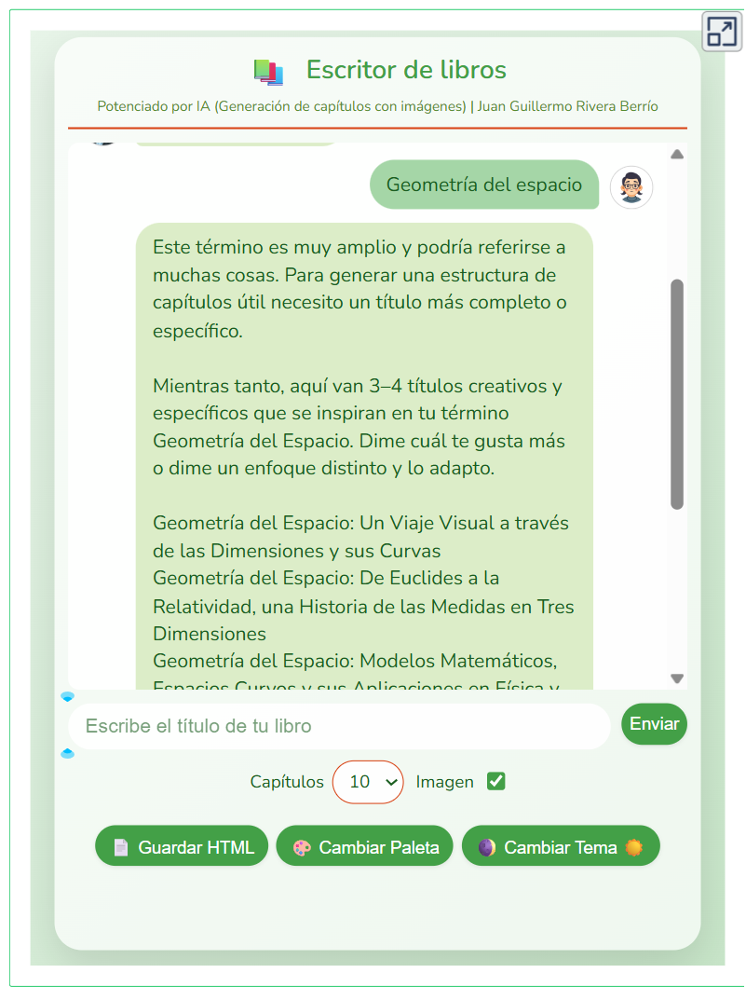 Escritor de libros
Potenciado por IA (Generación de capítulos con imágenes) | Juan Guillermo Rivera Berrío
Geometría del espacio
Este término es muy amplio y podría referirse a
muchas cosas. Para generar una estructura de
capítulos útil necesito un título más completo o
específico.
Mientras tanto, aquí van 3–4 títulos creativos y
específicos que se inspiran en tu término
Geometría del Espacio. Dime cuál te gusta más
o dime un enfoque distinto y lo adapto.
Geometría del Espacio: Un Viaje Visual a través
de las Dimensiones y sus Curvas
Geometría del Espacio: De Euclides a la
Relatividad, una Historia de las Medidas en Tres
Dimensiones
Geometría del Espacio: Modelos Matemáticos,
Espacios Curvos y sus Aplicaciones en Física y
Escribe el título de tu libro
Enviar
Capítulos 10 Imagen
Guardar HTML Cambiar Paleta Cambiar Tema